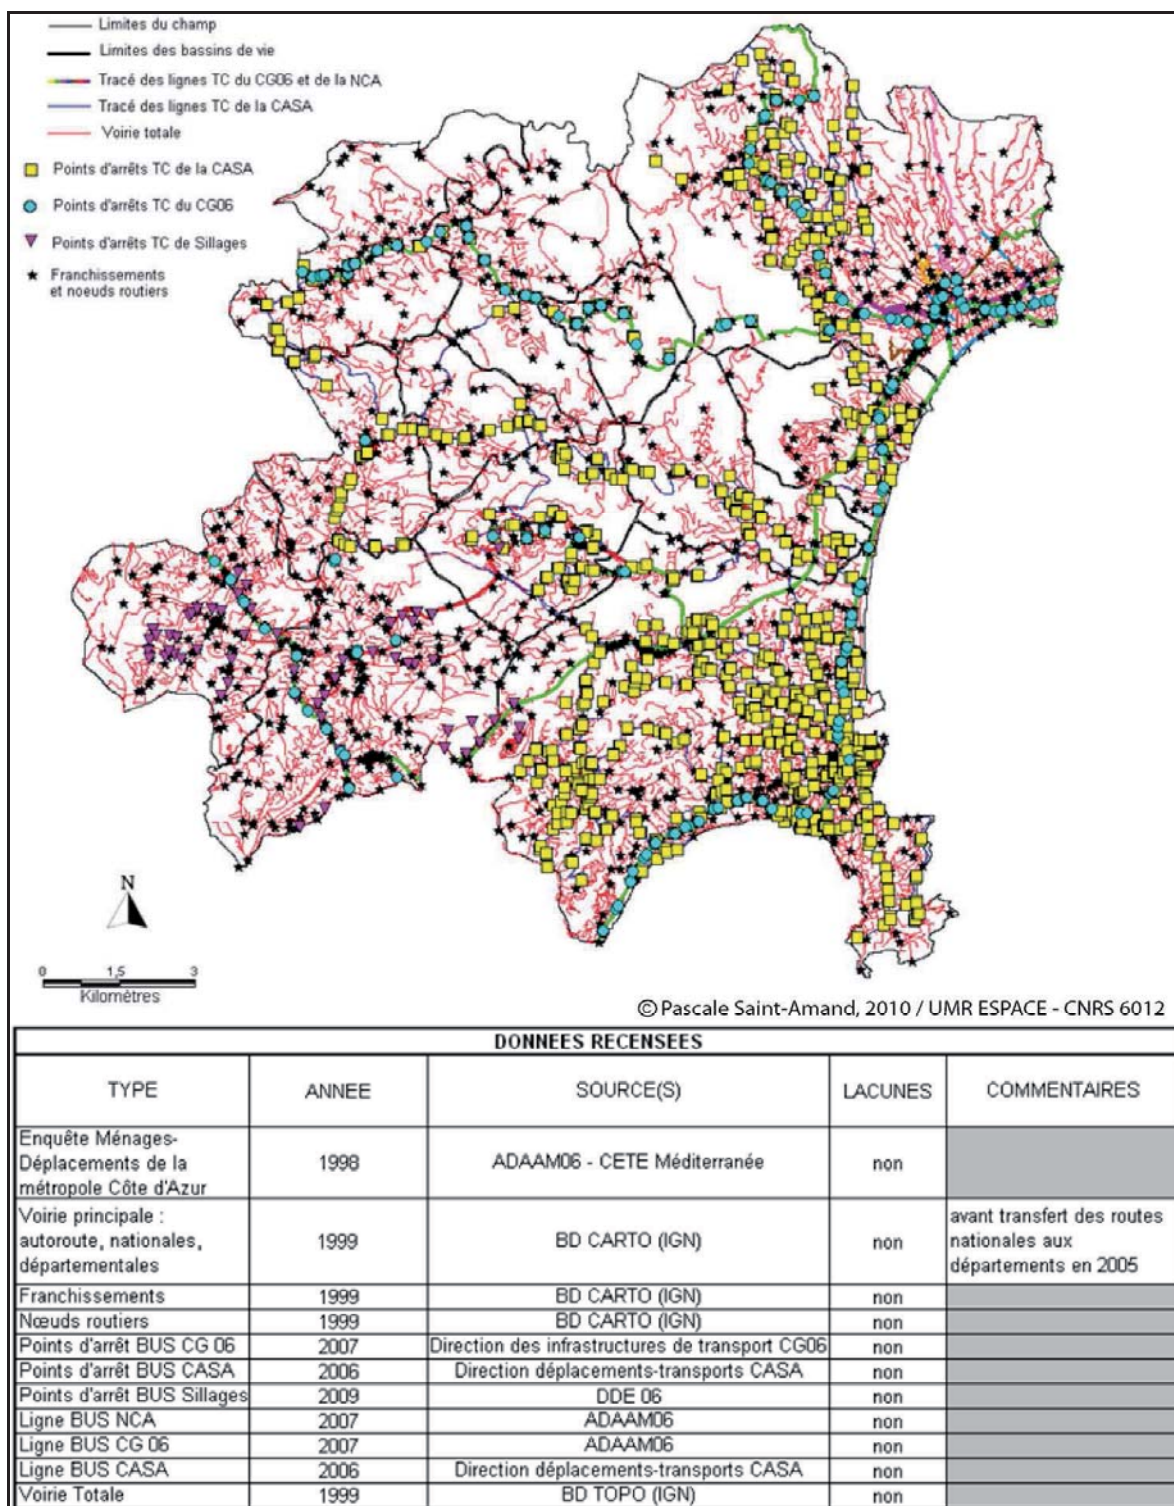 Limites du champ
Limites des bassins de vie
Tracé des lignes TC du CG06 et de la NCA
Tracé des lignes TC de la CASA
Voirie totale
Points d'arrêts TC de la CASA
Points d'arrêts TC du CG06
Points d'arrêts TC de Sillages
Franchissements
et noeuds routiers
N
0 1,5 3
Kilomètres
© Pascale Saint-Amand, 2010 / UMR ESPACE - CNRS 6012
DONNEES RECENSEES
TYPE ANNEE SOURCE(S) LACUNES COMMENTAIRES
Enquête Ménages-
Déplacements de la
métropole Côte d'Azur
1998 ADAAM06 - CETE Méditerranée non
Voirie principale :
autoroute, nationales,
départementales
1999 BD CARTO (IGN) non
avant transfert des routes
nationales aux
départements en 2005
Franchissements 1999 BD CARTO (IGN) non
Nœuds routiers 1999 BD CARTO (IGN) non
Points d'arrêt BUS CG 06 2007 Direction des infrastructures de transport CG06 non
Points d'arrêt BUS CASA 2006 Direction déplacements-transports CASA non
Points d'arrêt BUS Sillages 2009 DDE 06 non
Ligne BUS NCA 2007 ADAAM06 non
Ligne BUS CG 06 2007 ADAAM06 non
Ligne BUS CASA 2006 Direction déplacements-transports CASA non
Voirie Totale 1999 BD TOPO (IGN) non